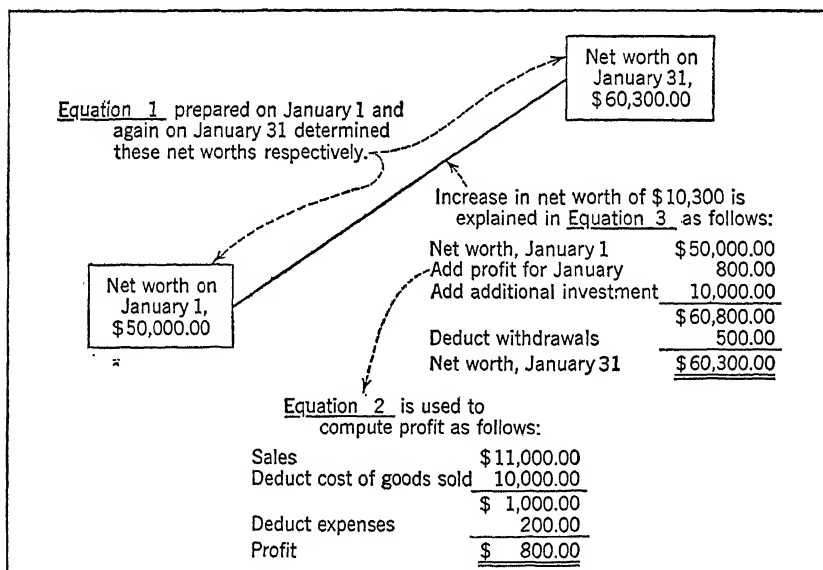 Net worth on
January 31,
$60,300.00
Equation 1 prepared on January 1 and
again on January 31 determined
these net worths respectively.
Increase in net worth of $10,300 is
explained in Equation 3 as follows:
Net worth, January 1 $50,000.00
Add profit for January 800.00
Add additional investment 10,000.00
$60,800.00
Deduct withdrawals 500.00
Net worth, January 31 $60,300.00
Net worth on
January 1,
$50,000.00
Equation 2 is used to
compute profit as follows:
Sales $11,000.00
Deduct cost of goods sold 10,000.00
$ 1,000.00
Deduct expenses 200.00
Profit $ 800.00